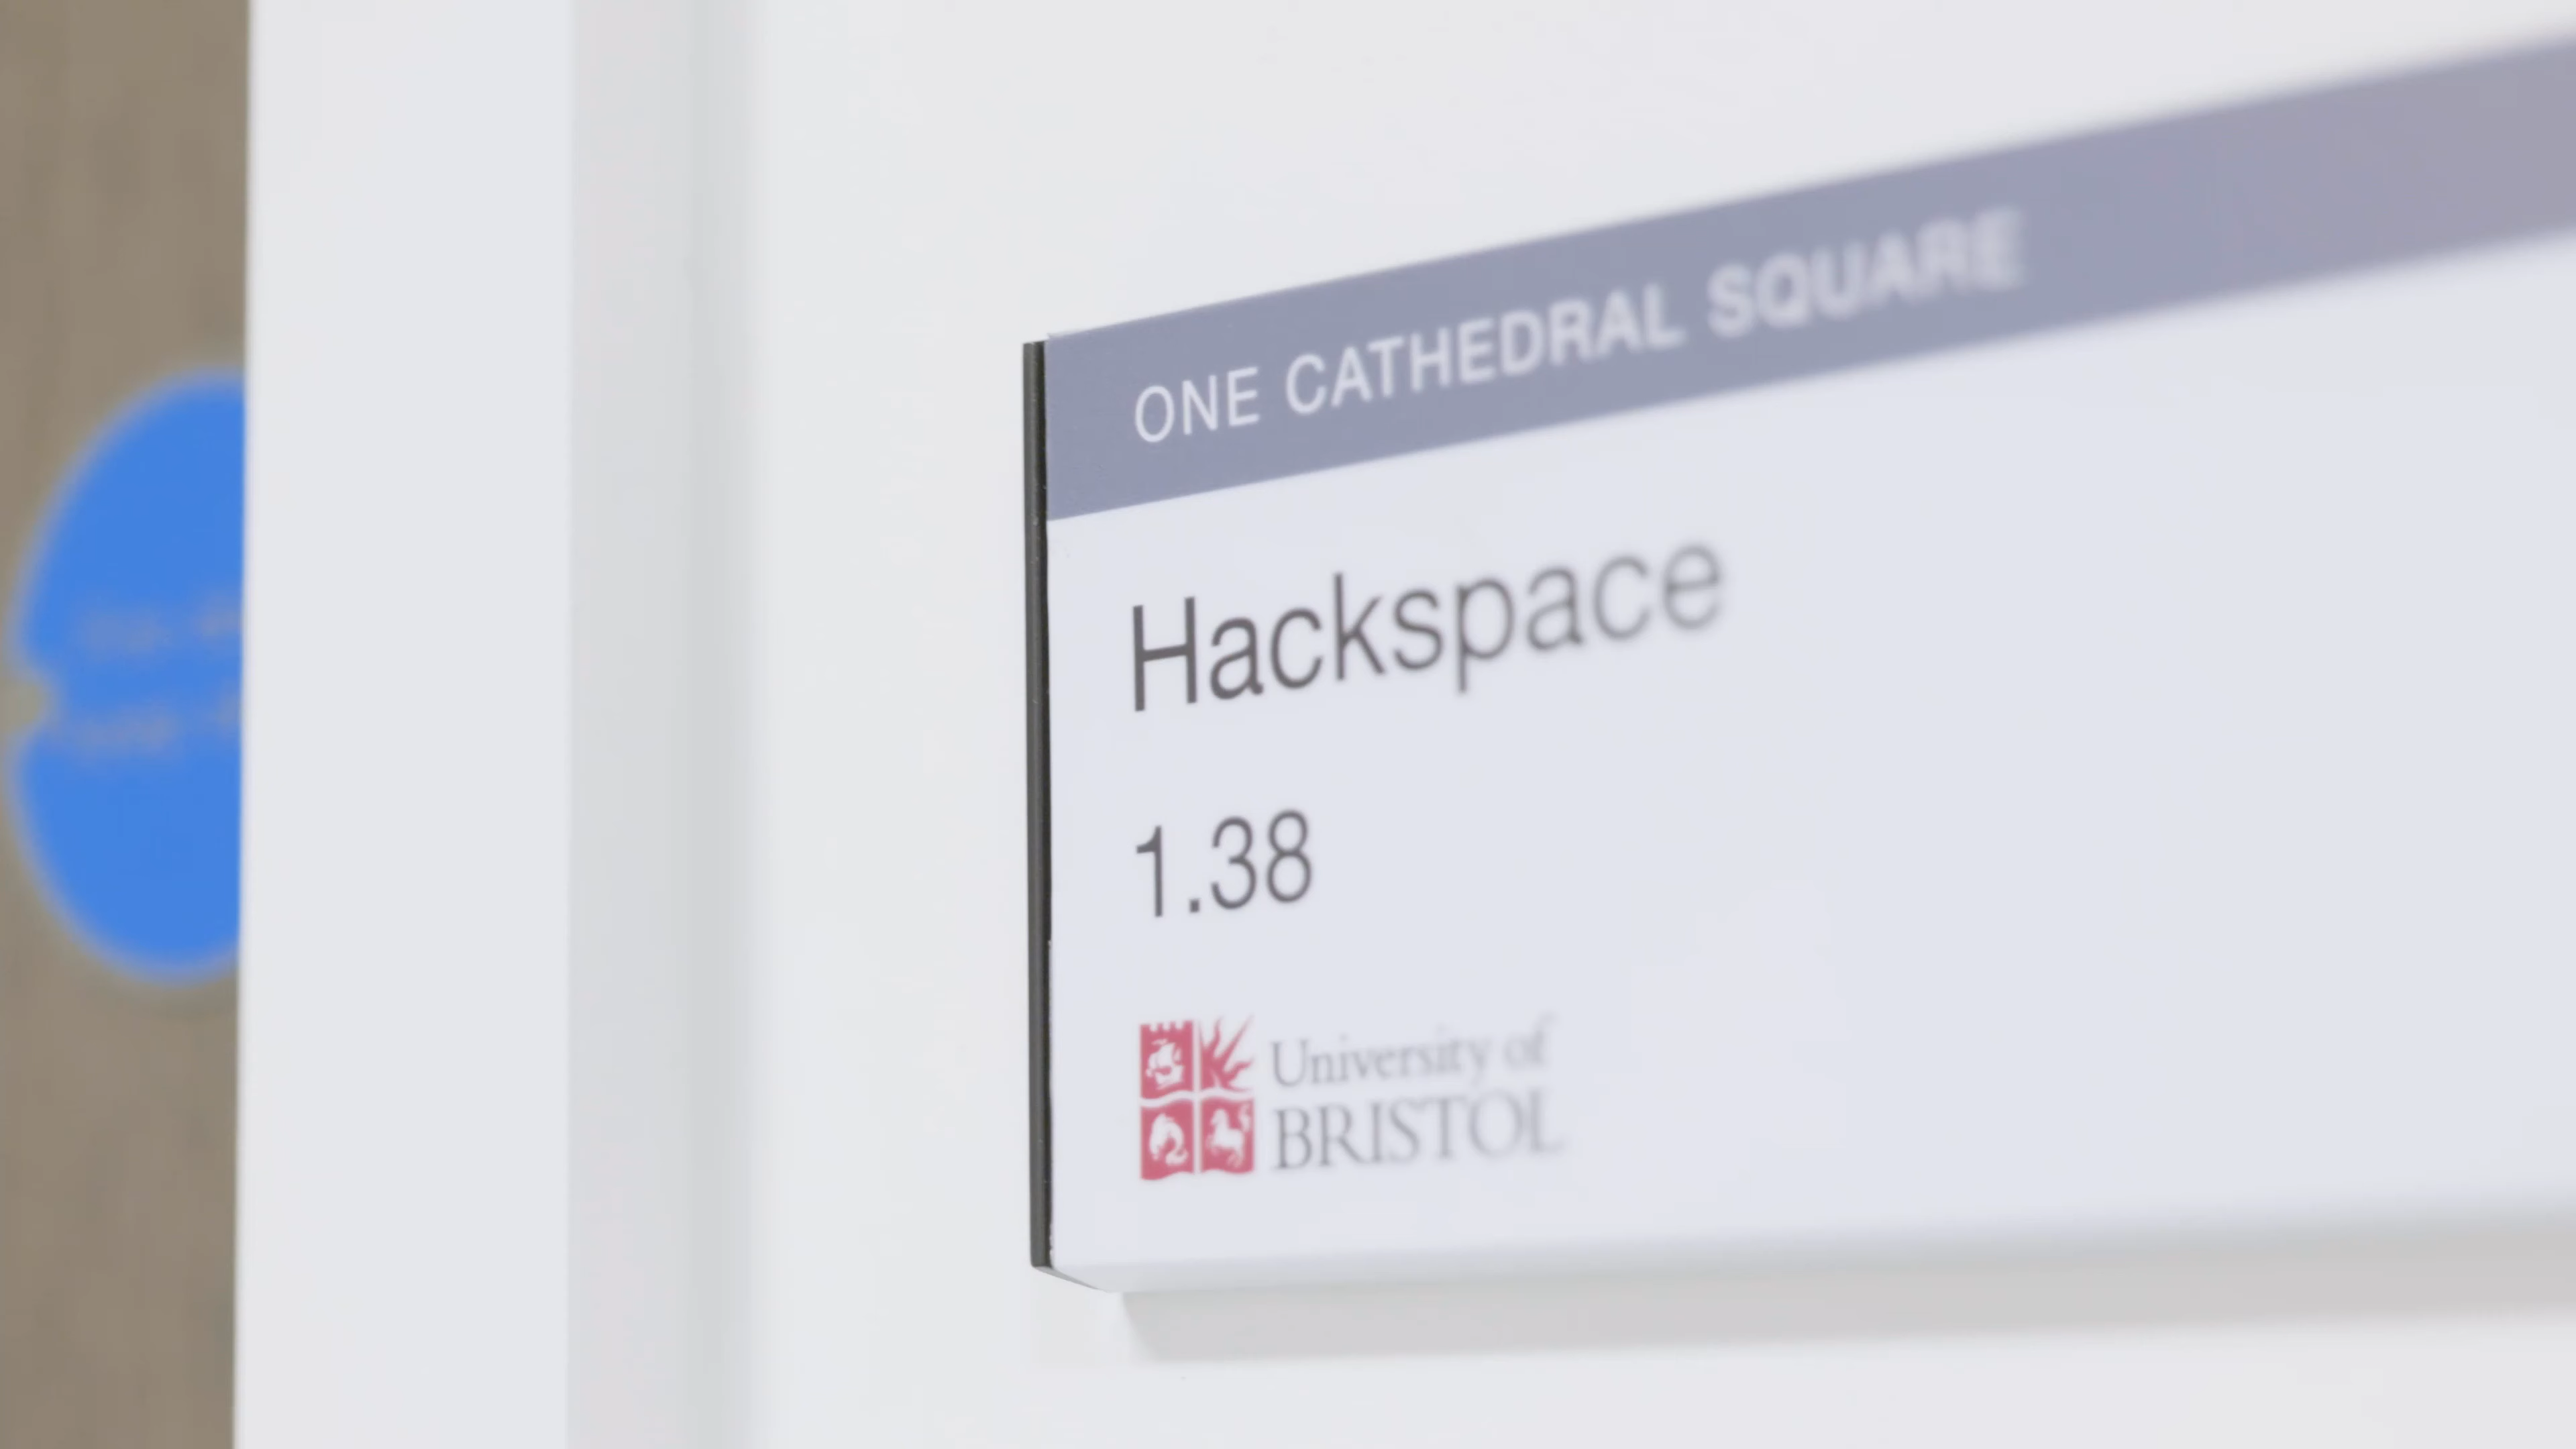 ONE CATHEDRAL SQUARE
Hackspace
1.38
University of
BRISTOL